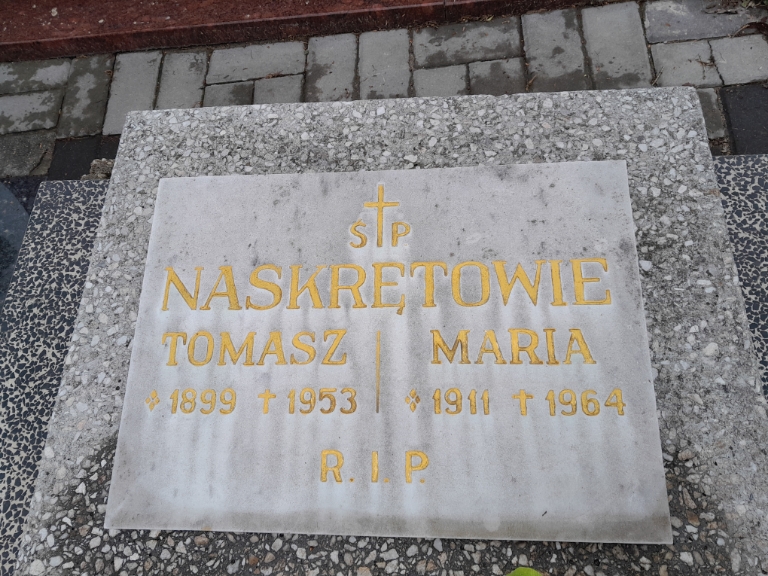 ŚP
NASKRĘTOWIE
TOMASZ MARIA
1899 1953 1911 1964
R. I. P.